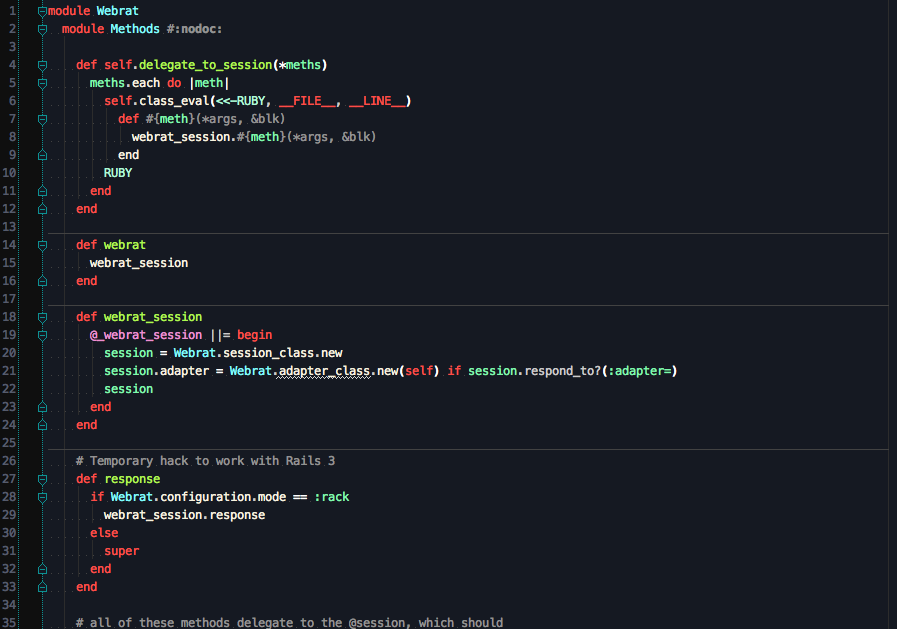 1 module Webrat
2   module Methods #:nodoc:
3
4     def self.delegate_to_session(*meths)
5       meths.each do |meth|
6         self.class_eval(<<-RUBY, __FILE__, __LINE__)
7           def #{meth}(*args, &blk)
8             webrat_session.#{meth}(*args, &blk)
9           end
10         RUBY
11       end
12     end
13
14     def webrat
15       webrat_session
16     end
17
18     def webrat_session
19       @_webrat_session ||= begin
20         session = Webrat.session_class.new
21         session.adapter = Webrat.adapter_class.new(self) if session.respond_to?(:adapter=)
22         session
23       end
24     end
25
26     # Temporary hack to work with Rails 3
27     def response
28       if Webrat.configuration.mode == :rack
29         webrat_session.response
30       else
31         super
32       end
33     end
34
35     # all of these methods delegate to the @session, which should